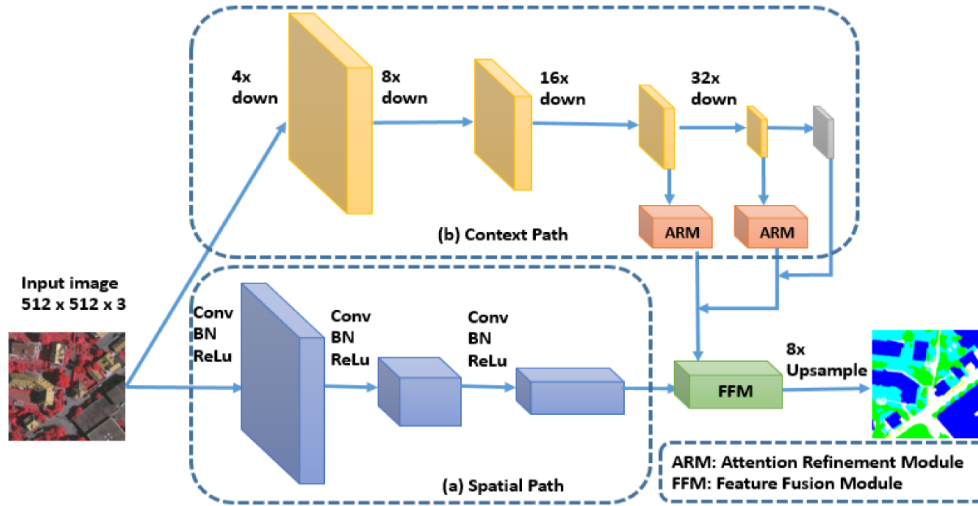 4x
down
8x
down
16x
down
32x
down
ARM
ARM
(b) Context Path
Input image
512 x 512 x 3
Conv
BN
ReLu
Conv
BN
ReLu
Conv
BN
ReLu
8x
Upsample
FFM
(a) Spatial Path
ARM: Attention Refinement Module
FFM: Feature Fusion Module